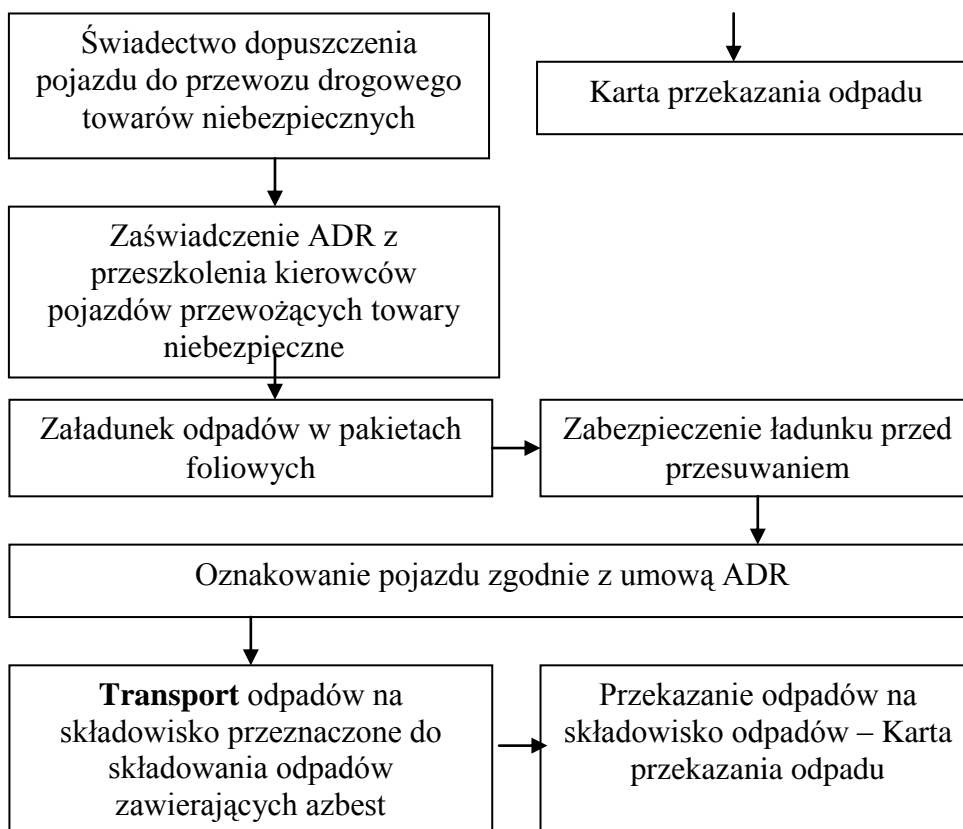 Świadectwo dopuszczenia
pojazdu do przewozu drogowego
towarów niebezpiecznych
Karta przekazania odpadu
Zaświadczenie ADR z
przeszkolenia kierowców
pojazdów przewożących towary
niebezpieczne
Załadunek odpadów w pakietach
foliowych
Zabezpieczenie ładunku przed
przesuwaniem
Oznakowanie pojazdu zgodnie z umową ADR
Transport odpadów na
składowisko przeznaczone do
składowania odpadów
zawierających azbest
Przekazanie odpadów na
składowisko odpadów – Karta
przekazania odpadu